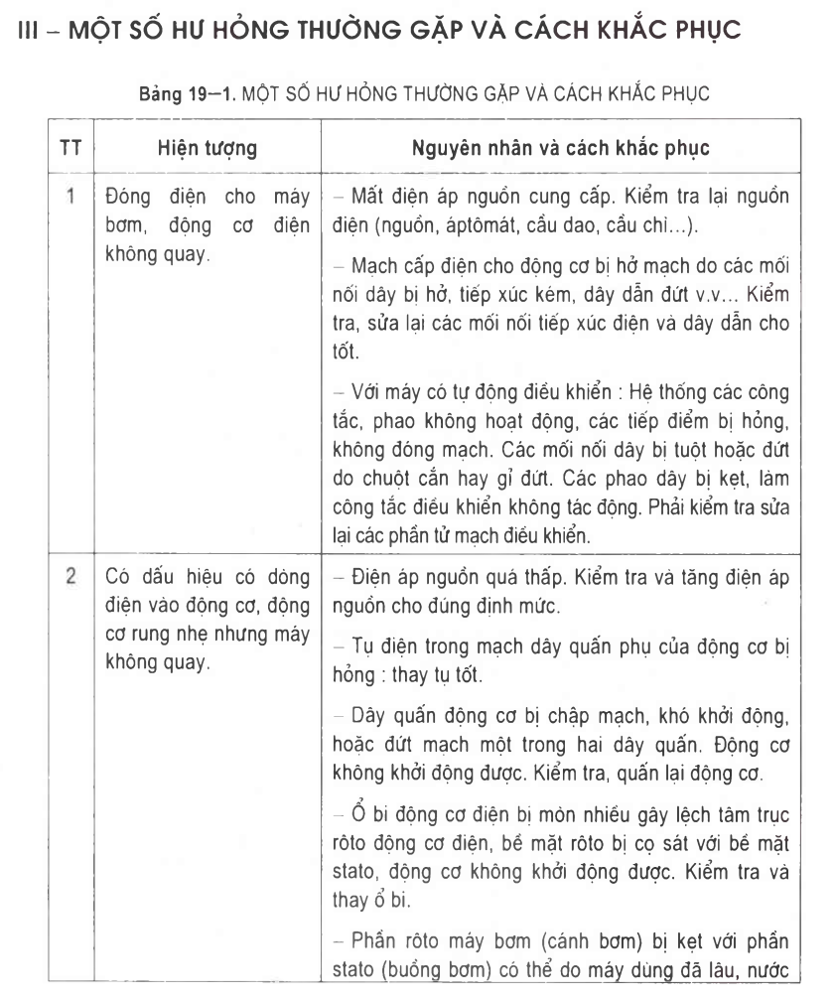 III – MỘT SỐ HƯ HỎNG THƯỜNG GẶP VÀ CÁCH KHẮC PHỤC
Bảng 19–1. MỘT SỐ HƯ HỎNG THƯỜNG GẶP VÀ CÁCH KHẮC PHỤC
TT Hiện tượng Nguyên nhân và cách khắc phục
1
Đóng điện cho máy
bơm, động cơ điện
không quay.
– Mất điện áp nguồn cung cấp. Kiểm tra lại nguồn
điện (nguồn, áptômát, cầu dao, cầu chì...).
– Mạch cấp điện cho động cơ bị hở mạch do các mối
nối dây bị hở, tiếp xúc kém, dây dẫn đứt v.v... Kiểm
tra, sửa lại các mối nối tiếp xúc điện và dây dẫn cho
tốt.
– Với máy có tự động điều khiển : Hệ thống các công
tắc, phao không hoạt động, các tiếp điểm bị hỏng,
không đóng mạch. Các mối nối dây bị tuột hoặc đứt
do chuột cắn hay gỉ đứt. Các phao dây bị kẹt, làm
công tắc điều khiển không tác động. Phải kiểm tra sửa
lại các phần tử mạch điều khiển.
2
Có dấu hiệu có dòng
điện vào động cơ, động
cơ rung nhẹ nhưng máy
không quay.
– Điện áp nguồn quá thấp. Kiểm tra và tăng điện áp
nguồn cho đúng định mức.
– Tụ điện trong mạch dây quấn phụ của động cơ bị
hỏng : thay tụ tốt.
– Dây quấn động cơ bị chập mạch, khó khởi động,
hoặc đứt mạch một trong hai dây quấn. Động cơ
không khởi động được. Kiểm tra, quấn lại động cơ.
– Ổ bi động cơ điện bị mòn nhiều gây lệch tâm trục
rôto động cơ điện, bề mặt rôto bị cọ sát với bề mặt
stato, động cơ không khởi động được. Kiểm tra và
thay ổ bi.
– Phần rôto máy bơm (cánh bơm) bị kẹt với phần
stato (buồng bơm) có thể do máy dùng đã lâu, nước